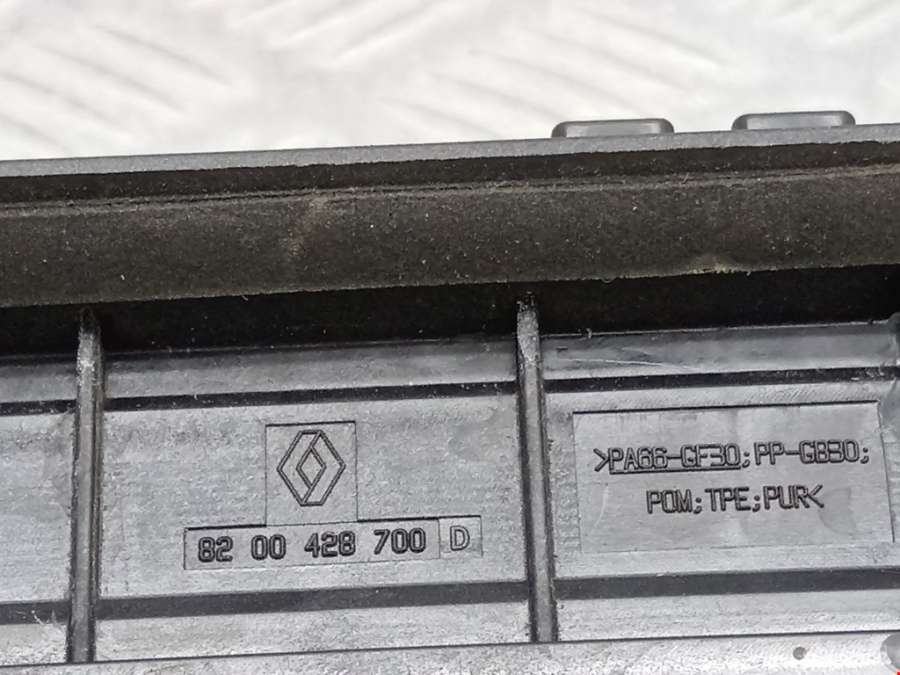 82 00 428 700 D
>PA66-GF30; PP-GB30;
POM; TPE; PUR<